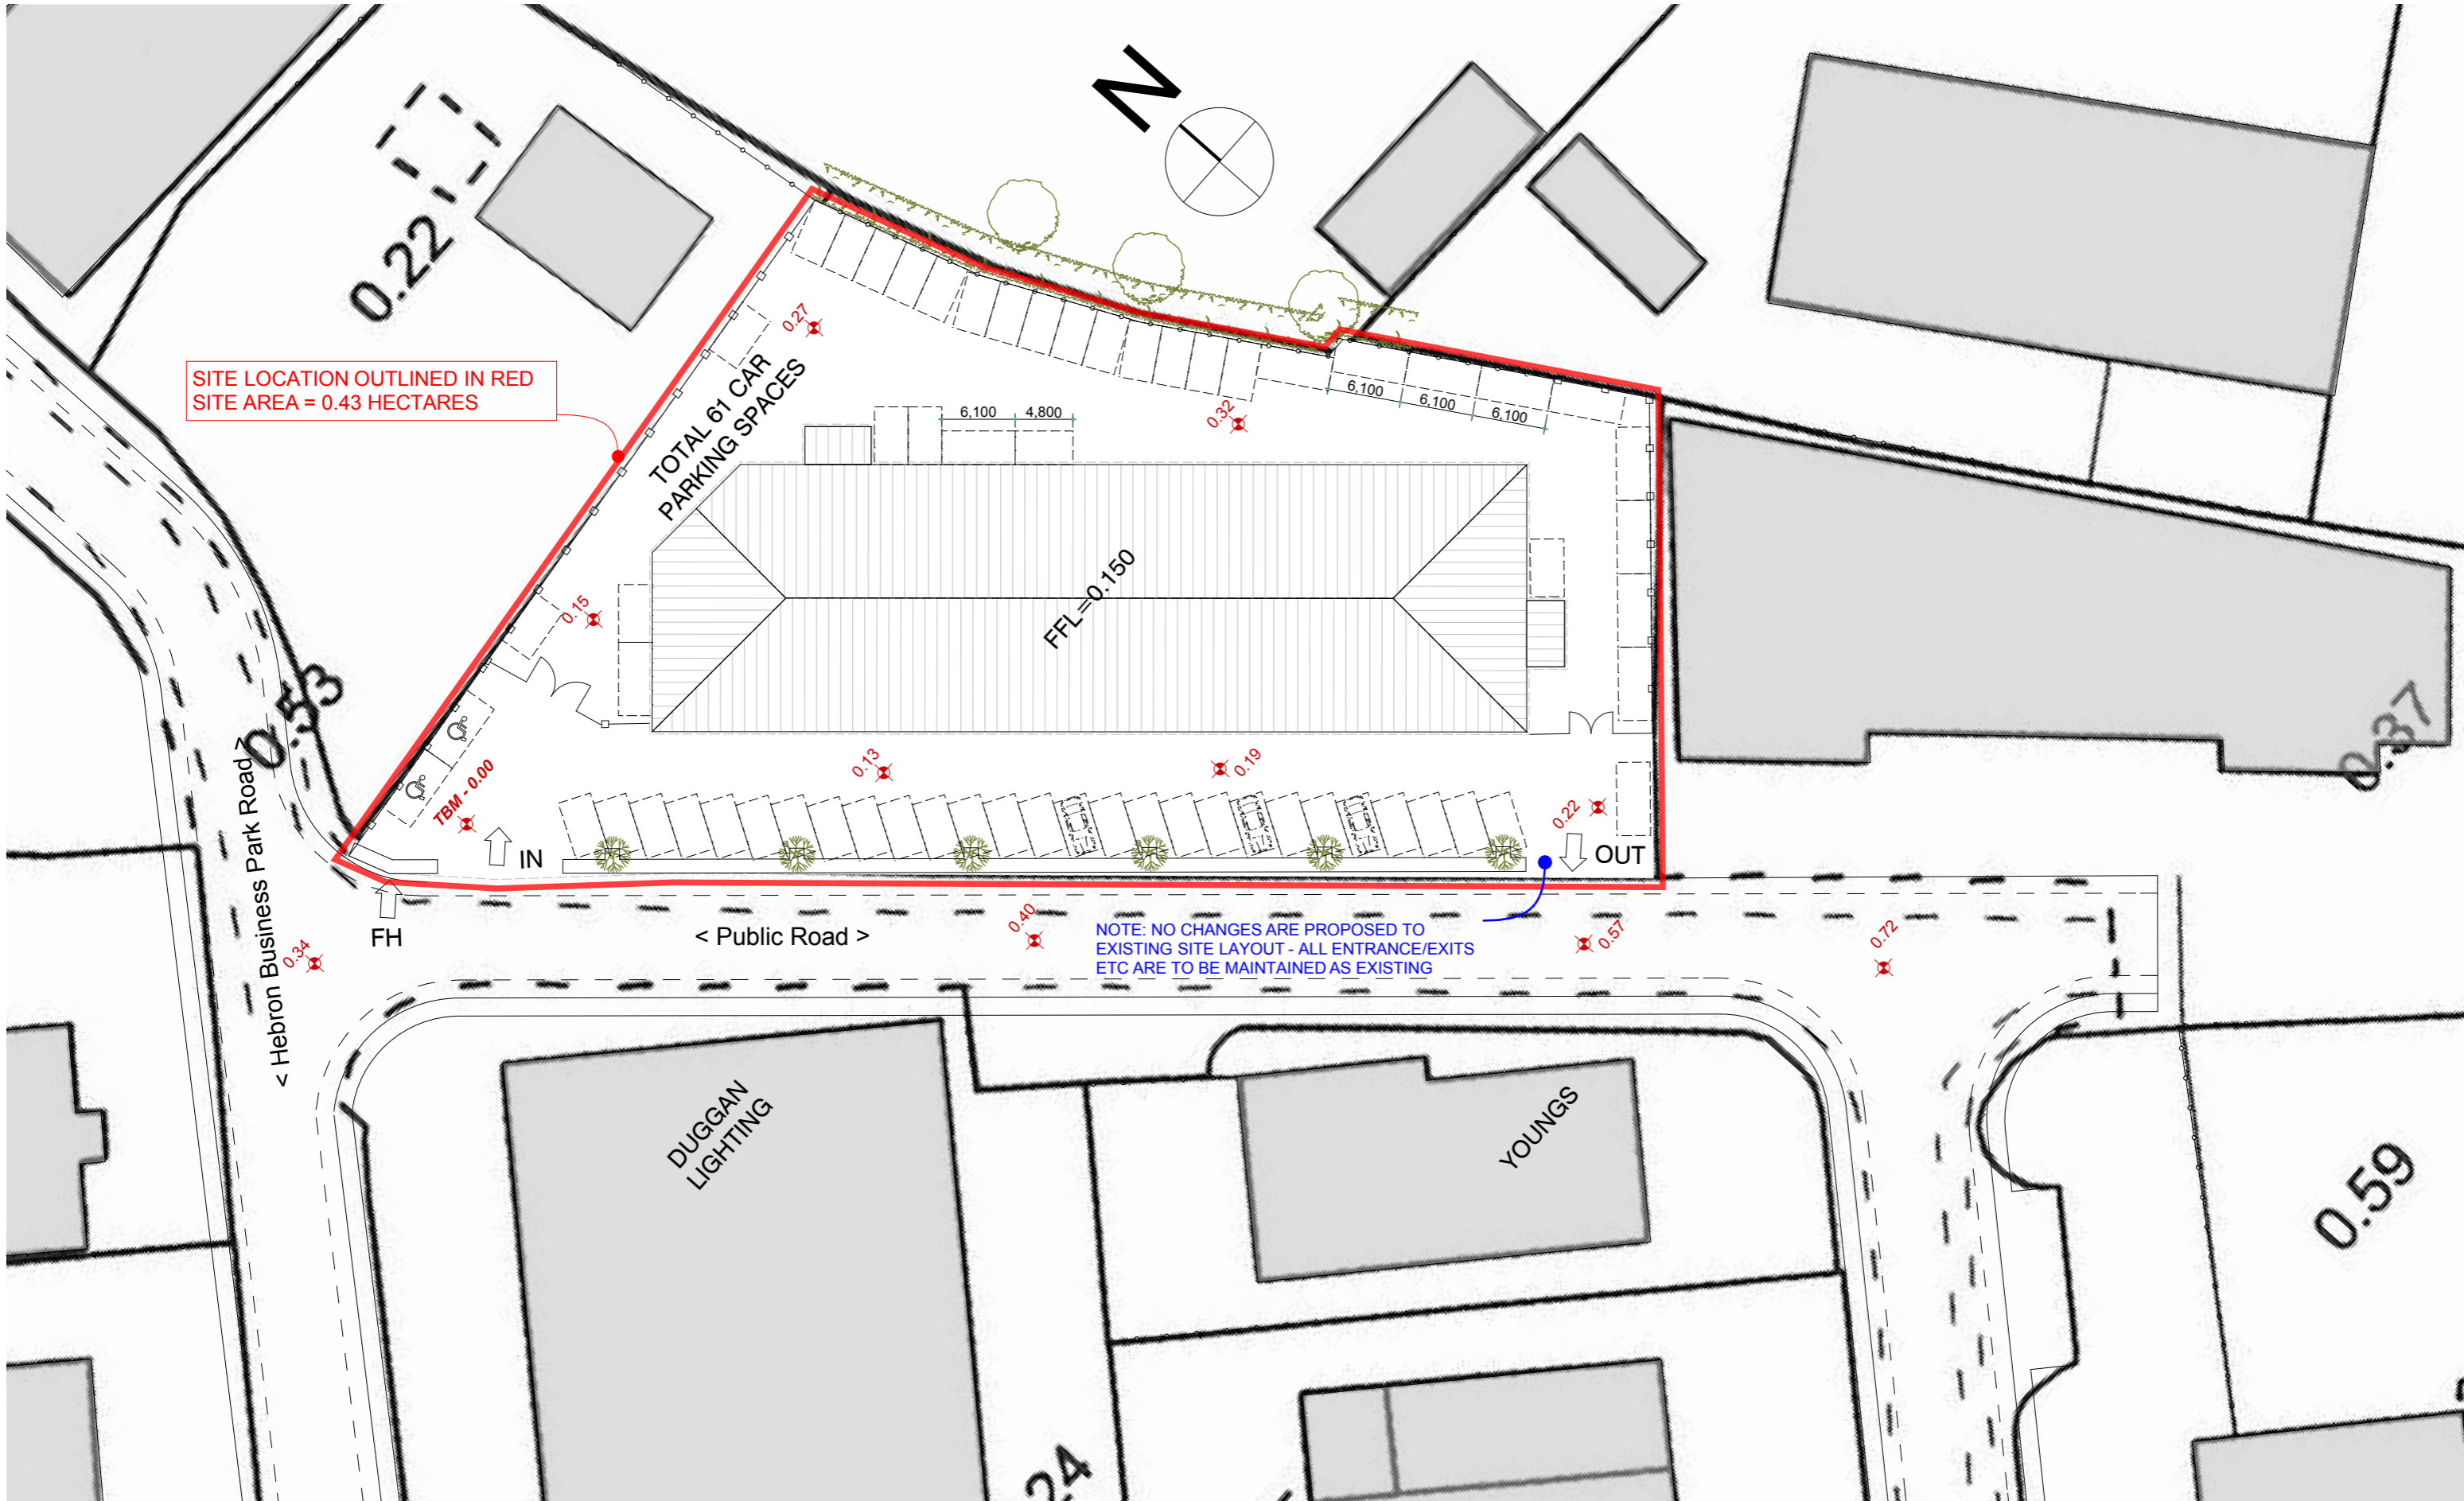 N
0.22
SITE LOCATION OUTLINED IN RED
SITE AREA = 0.43 HECTARES
0.27
TOTAL 61 CAR
PARKING SPACES
6,100
4,800
0.32
6,100
6,100
6,100
FFL=0.150
0.15
0.53
0.37
TBM - 0.00
0.13
0.19
0.22
IN
OUT
FH
< Hebron Business Park Road >
0.34
< Public Road >
0.40
NOTE: NO CHANGES ARE PROPOSED TO
EXISTING SITE LAYOUT - ALL ENTRANCE/EXITS
ETC ARE TO BE MAINTAINED AS EXISTING
0.57
0.72
DUGGAN
LIGHTING
YOUNGS
0.59
24